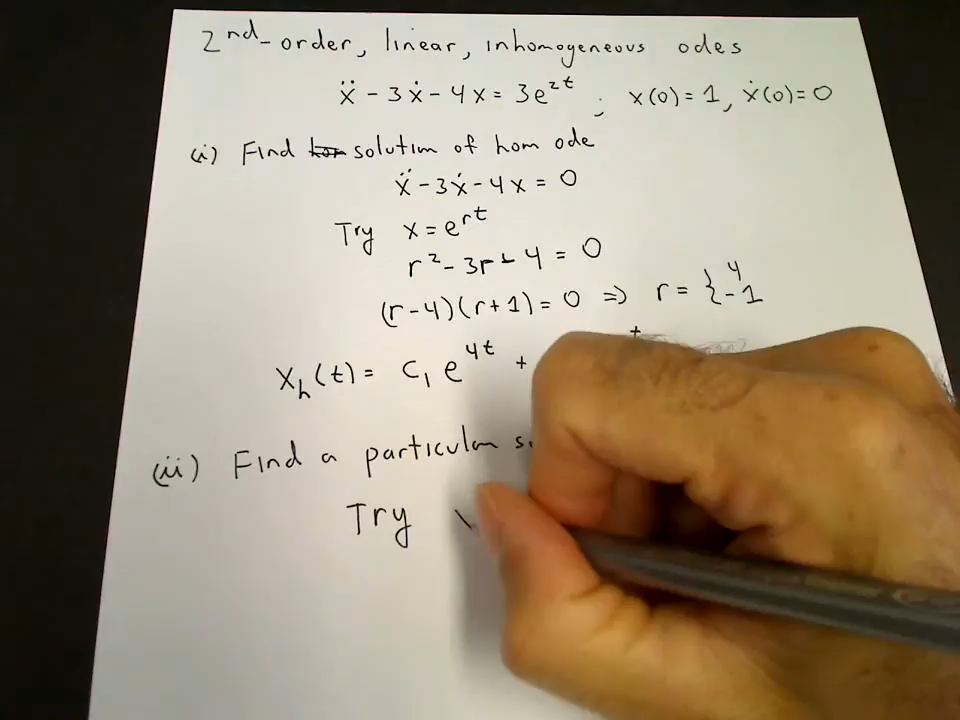 2nd-order, linear, inhomogeneous odes
ẍ - 3ẋ - 4x = 3e^{2t} ; x(0) = 1, ẋ(0) = 0
(i) Find solution of hom ode
ẍ - 3ẋ - 4x = 0
Try x = e^{rt}
r² - 3r - 4 = 0
(r-4)(r+1) = 0 ⇒ r = { 4
-1
x_h(t) = c₁ e^{4t} +
(ii) Find a particular
Try